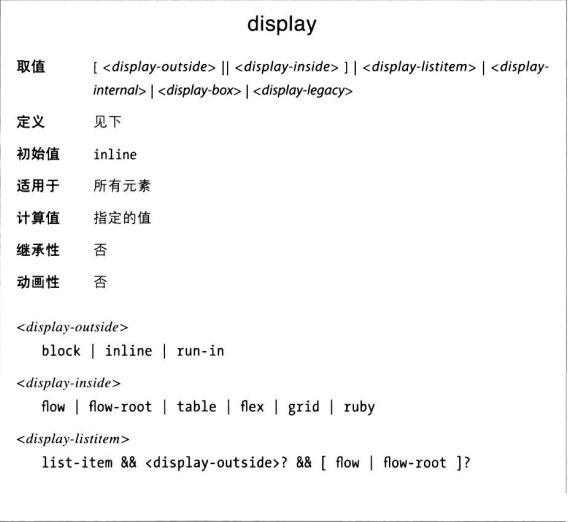 display
取值 [ <display-outside> || <display-inside> ] | <display-listitem> | <display-
internal> | <display-box> | <display-legacy>
定义 见下
初始值 inline
适用于 所有元素
计算值 指定的值
继承性 否
动画性 否
<display-outside>
block | inline | run-in
<display-inside>
flow | flow-root | table | flex | grid | ruby
<display-listitem>
list-item && <display-outside>? && [ flow | flow-root ]?